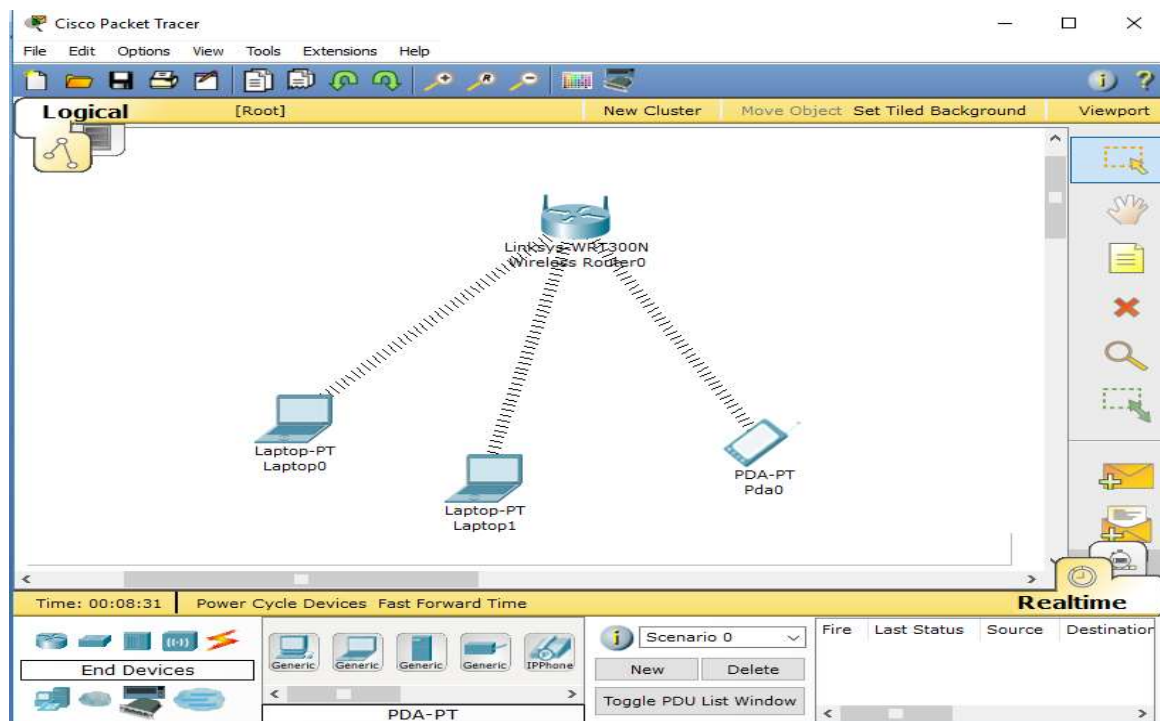 Cisco Packet Tracer
File Edit Options View Tools Extensions Help
Logical [Root] New Cluster Move Object Set Tiled Background Viewport
Linksys-WRT300N
Wireless Router0
Laptop-PT
Laptop0
Laptop-PT
Laptop1
PDA-PT
Pda0
Time: 00:08:31 Power Cycle Devices Fast Forward Time Realtime
End Devices
Generic Generic Generic Generic IPPhone
PDA-PT
Scenario 0
New Delete
Toggle PDU List Window
Fire Last Status Source Destination